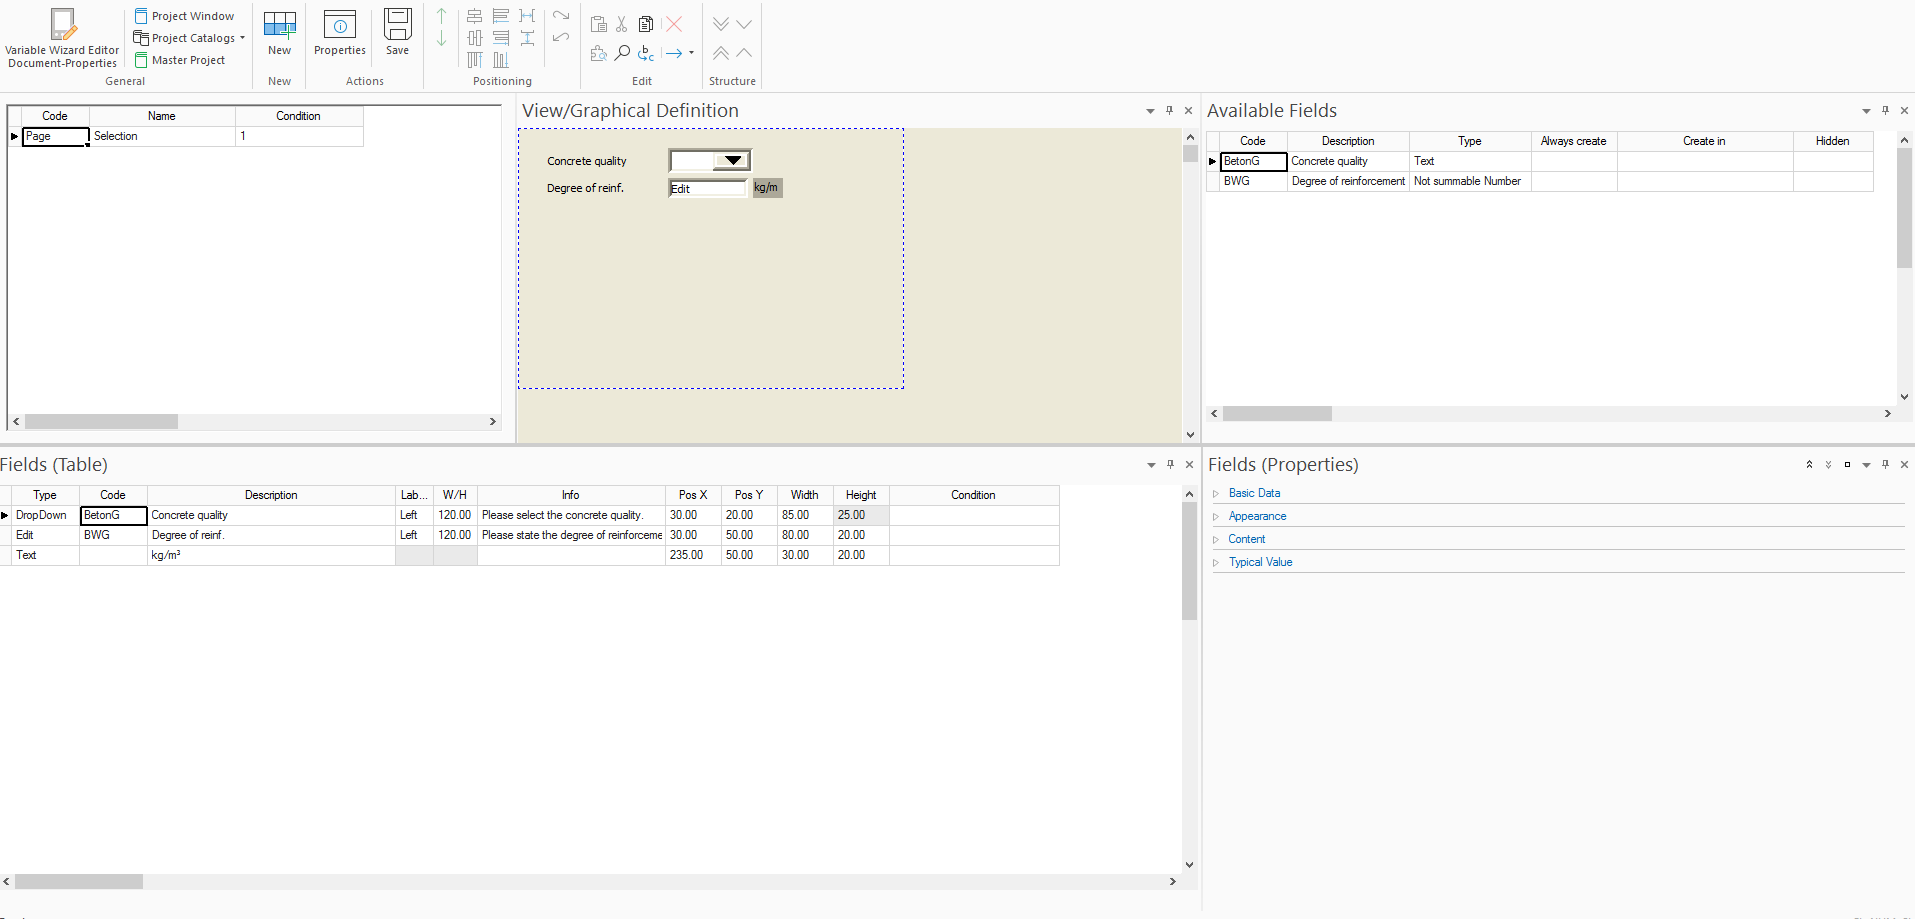 Variable Wizard Editor
Document-Properties
Project Window
Project Catalogs
Master Project
General
New
New
Properties
Save
Actions
Positioning
Edit
Structure
Code Name Condition
Page Selection 1
View/Graphical Definition
Concrete quality
Degree of reinf. Edit kg/m
Available Fields
Code Description Type Always create Create in Hidden
BetonG Concrete quality Text
BWG Degree of reinforcement Not summable Number
Fields (Table)
Type Code Description Lab... W/H Info Pos X Pos Y Width Height Condition
DropDown BetonG Concrete quality Left 120.00 Please select the concrete quality. 30.00 20.00 85.00 25.00
Edit BWG Degree of reinf. Left 120.00 Please state the degree of reinforceme 30.00 50.00 80.00 20.00
Text kg/m³ 235.00 50.00 30.00 20.00
Fields (Properties)
Basic Data
Appearance
Content
Typical Value